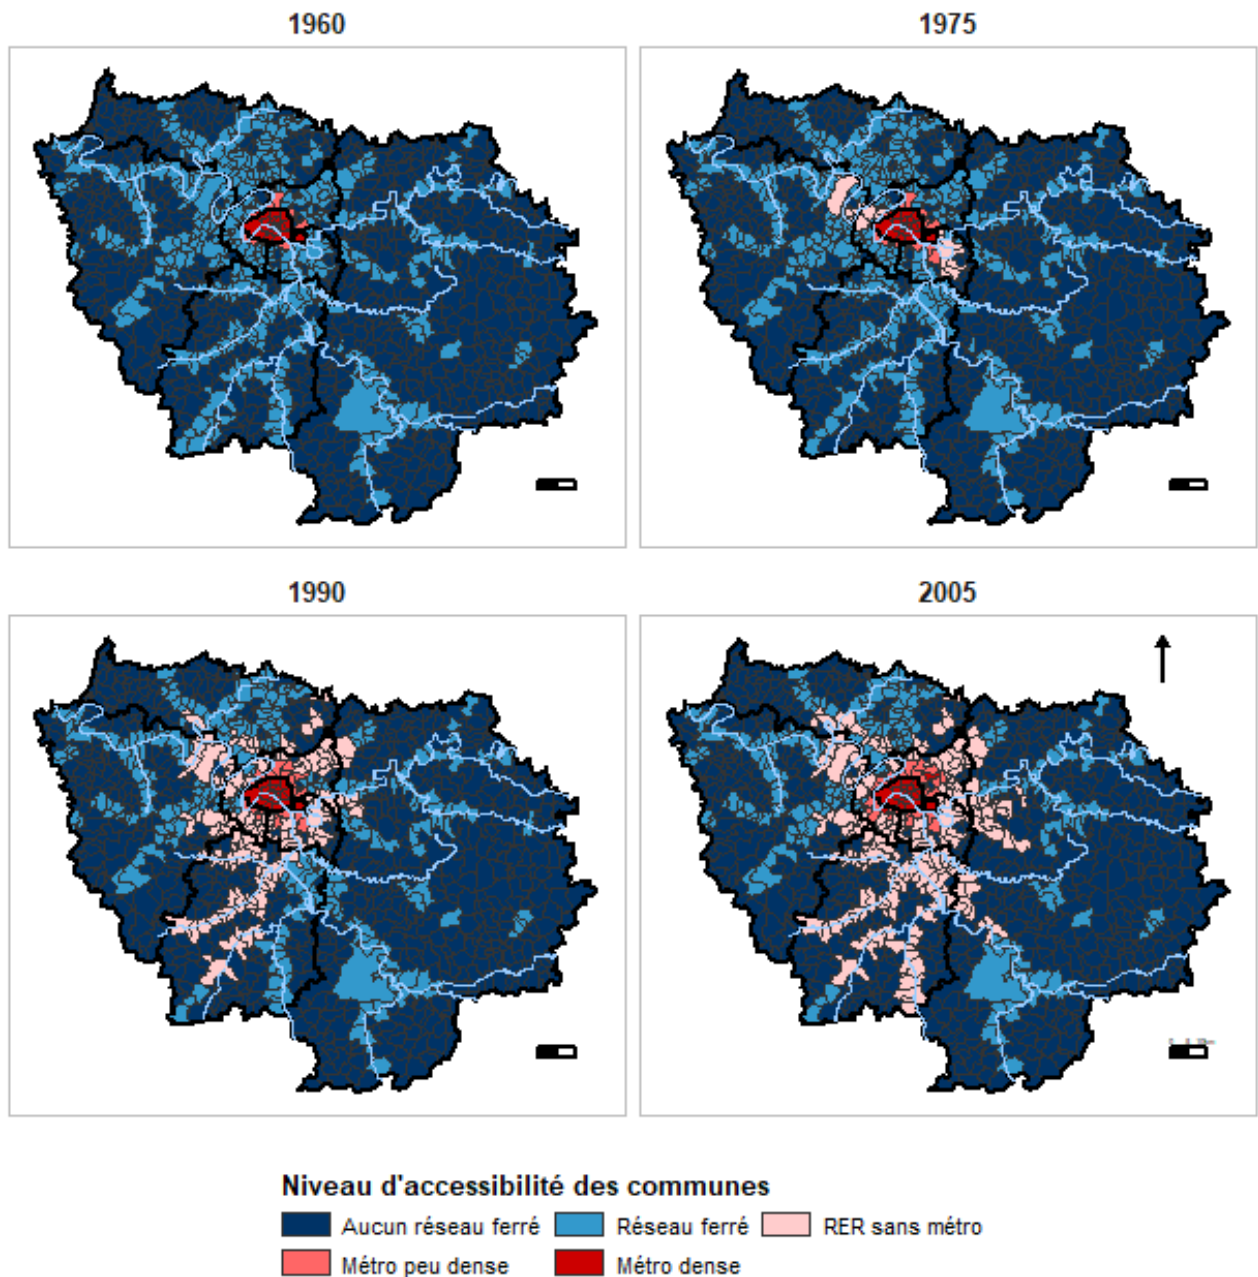 1960
1975
1990
2005
Niveau d'accessibilité des communes
Aucun réseau ferré
Réseau ferré
RER sans métro
Métro peu dense
Métro dense